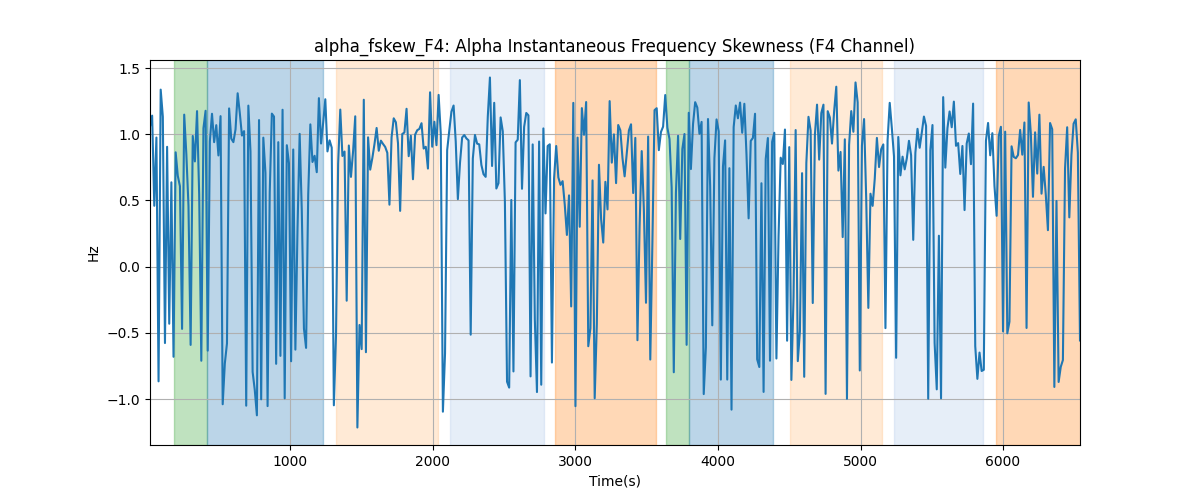 alpha_fskew_F4: Alpha Instantaneous Frequency Skewness (F4 Channel)
1.5
1.0
0.5
0.0
−0.5
−1.0
Hz
1000 2000 3000 4000 5000 6000
Time(s)